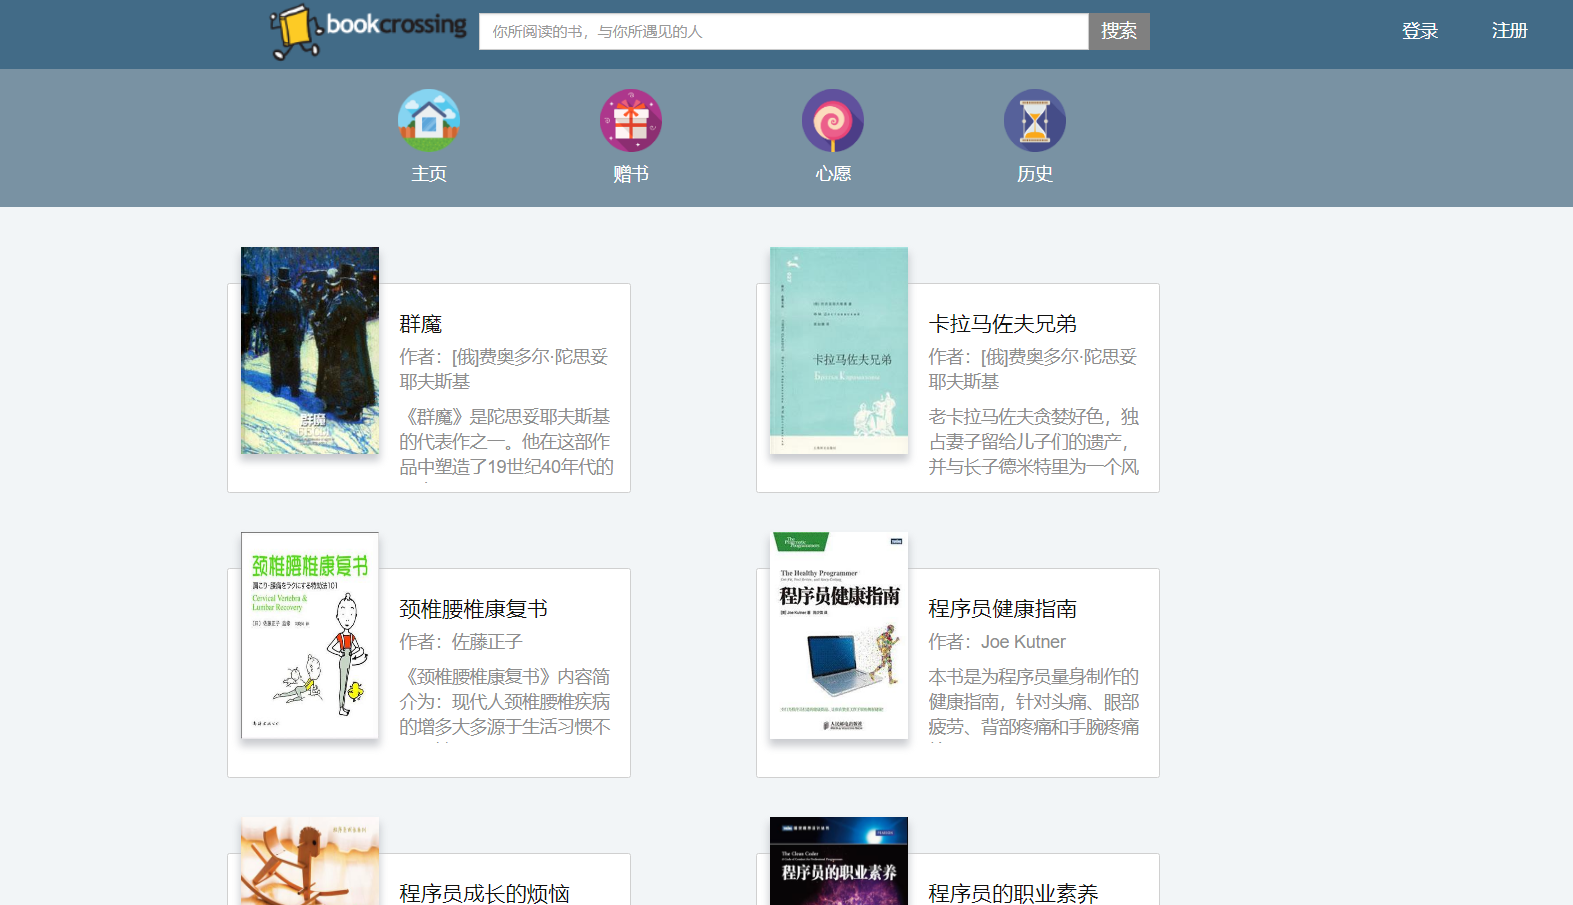 bookcrossing
你所阅读的书，与你所遇见的人
搜索
登录
注册
主页
赠书
心愿
历史
群魔
群魔
作者：[俄]费奥多尔·陀思妥
耶夫斯基
《群魔》是陀思妥耶夫斯基
的代表作之一。他在这部作
品中塑造了19世纪40年代的
卡拉马佐夫兄弟
卡拉马佐夫兄弟
作者：[俄]费奥多尔·陀思妥
耶夫斯基
老卡拉马佐夫贪婪好色，独
占妻子留给儿子们的遗产，
并与长子德米特里为一个风
颈椎腰椎康复书
Cervical Vertebra &
Lumbar Recovery
颈椎腰椎康复书
作者：佐藤正子
《颈椎腰椎康复书》内容简
介为：现代人颈椎腰椎疾病
的增多大多源于生活习惯不
The Healthy Programmer
程序员健康指南
人民邮电出版社
程序员健康指南
作者：Joe Kutner
本书是为程序员量身制作的
健康指南，针对头痛、眼部
疲劳、背部疼痛和手腕疼痛
程序员成长的烦恼
The Clean Coder
程序员的职业素养
程序员的职业素养